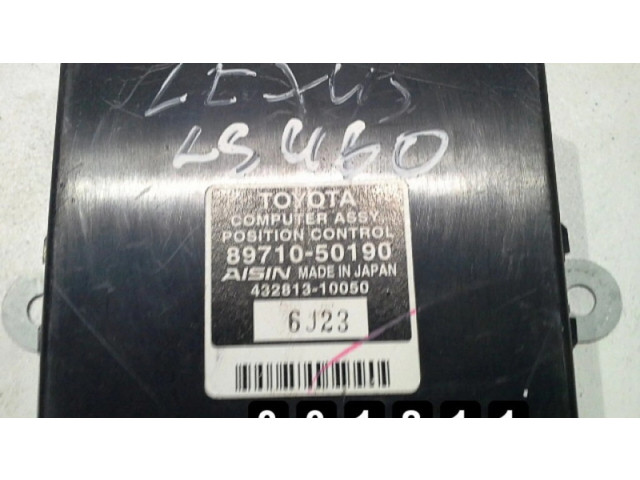 LEXUS
LS460
TOYOTA
COMPUTER ASSY
POSITION CONTROL
89710-50190
AISIN MADE IN JAPAN
432813-10050
6J23